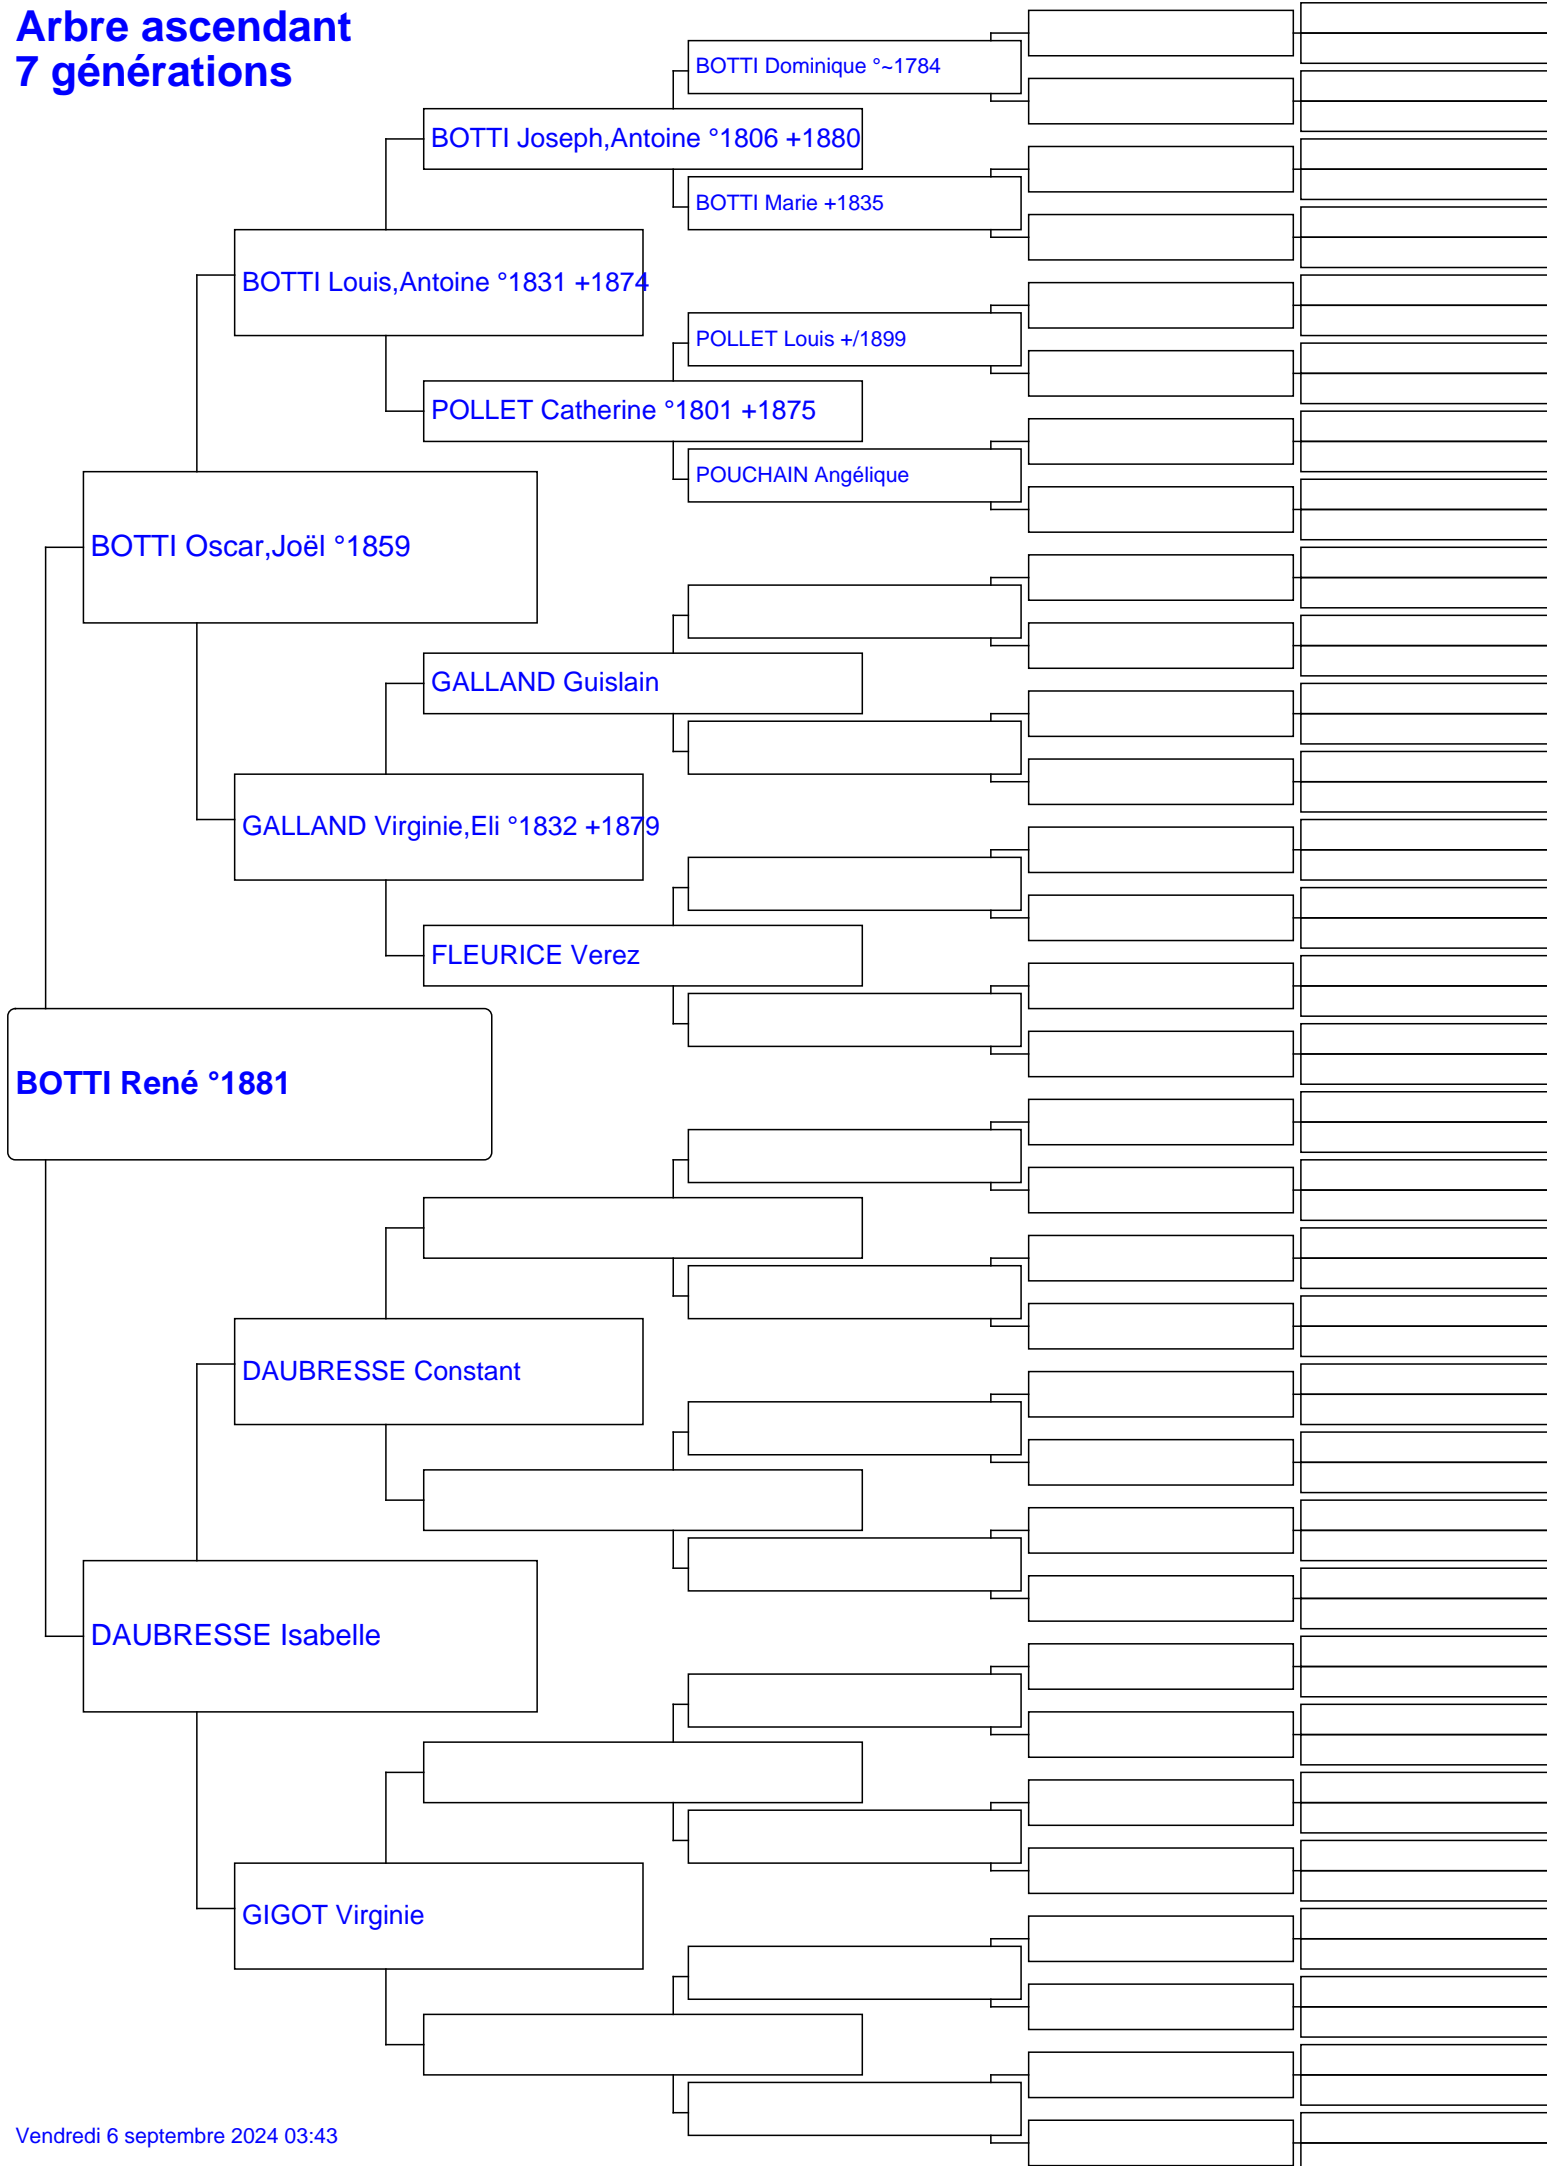 Arbre ascendant
7 générations
BOTTI Dominique °~1784
BOTTI Joseph,Antoine °1806 +1880
BOTTI Marie +1835
BOTTI Louis,Antoine °1831 +1874
POLLET Louis +/1899
POLLET Catherine °1801 +1875
POUCHAIN Angélique
BOTTI Oscar,Joël °1859
GALLAND Guislain
GALLAND Virginie,Eli °1832 +1879
FLEURICE Verez
BOTTI René °1881
DAUBRESSE Constant
DAUBRESSE Isabelle
GIGOT Virginie
Vendredi 6 septembre 2024 03:43